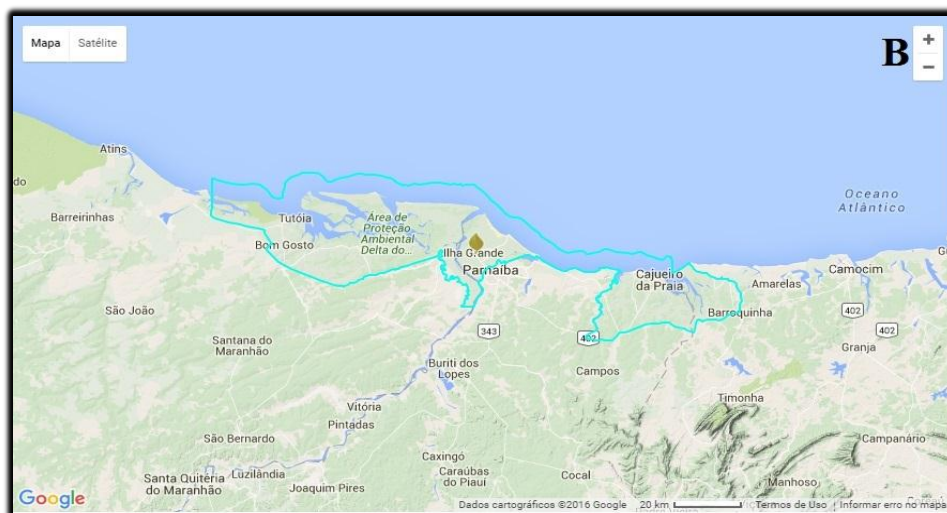 Mapa Satélite
B
+
−
Atins
do
Barreirinhas
Tutóia
Bom Gosto
Área de
Proteção
Ambiental
Delta do...
Ilha Grande
Parnaíba
Oceano
Atlântico
Cajueiro
da Praia
Camocim
Amarelas
Barroquinha
402
402
Granja
São João
343
402
Santana do
Maranhão
Buriti dos
Lopes
Campos
Timonha
Vitória
Pintadas
São Bernardo
Campanário
Caxingó
Santa Quitéria
do Maranhão
Luzilândia
Joaquim Pires
Caraúbas
do Piauí
Cocal
Manhoso
Google
Dados cartográficos ©2016 Google 20 km Termos de Uso Informar erro no mapa